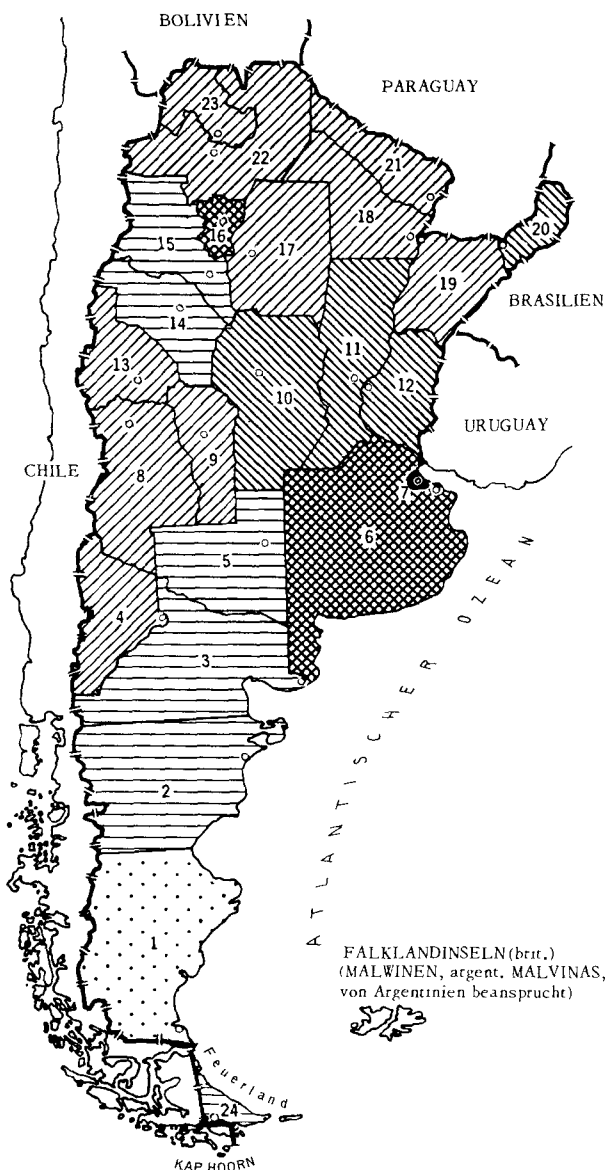 BOLIVIEN
PARAGUAY
23
22
21
20
18
16
15
17
19
BRASILIEN
14
13
11
12
10
URUGUAY
9
8
CHILE
7
6
5
4
3
ATLANTISCHER OZEAN
2
1
FALKLANDINSELN (brit.)
(MALWINEN, argent. MALVINAS,
von Argentinien beansprucht)
Feuerland
24
KAP HOORN